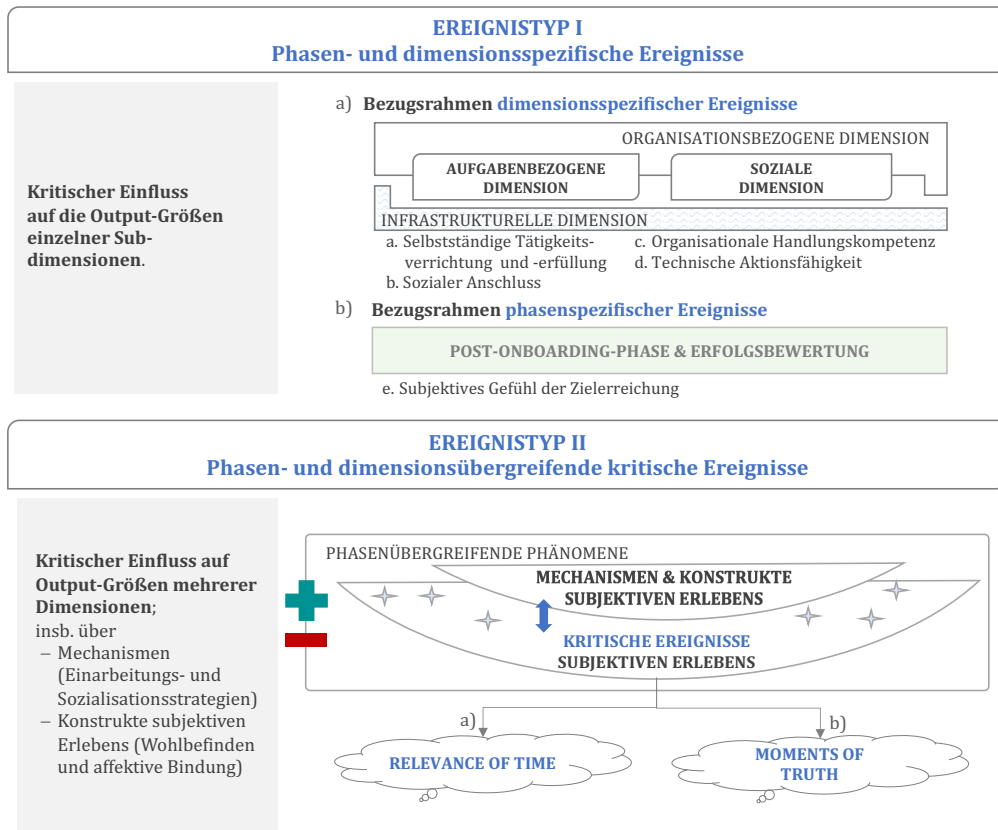 EREIGNISTYP I
Phasen- und dimensionsspezifische Ereignisse
Kritischer Einfluss
auf die Output-Größen
einzelner Sub-
dimensionen.
a) Bezugsrahmen dimensionsspezifischer Ereignisse
ORGANISATIONSBEZOGENE DIMENSION
AUFGABENBEZOGENE
DIMENSION
SOZIALE
DIMENSION
INFRASTRUKTURELLE DIMENSION
a. Selbstständige Tätigkeits-
verrichtung und -erfüllung
b. Sozialer Anschluss
c. Organisationale Handlungskompetenz
d. Technische Aktionsfähigkeit
b) Bezugsrahmen phasenspezifischer Ereignisse
POST-ONBOARDING-PHASE & ERFOLGSBEWERTUNG
e. Subjektives Gefühl der Zielerreichung
EREIGNISTYP II
Phasen- und dimensionsübergreifende kritische Ereignisse
Kritischer Einfluss auf
Output-Größen mehrerer
Dimensionen;
insb. über
– Mechanismen
(Einarbeitungs- und
Sozialisationsstrategien)
– Konstrukte subjektiven
Erlebens (Wohlbefinden
und affektive Bindung)
PHASENÜBERGREIFENDE PHÄNOMENE
MECHANISMEN & KONSTRUKTE
SUBJEKTIVEN ERLEBENS
KRITISCHE EREIGNISSE
SUBJEKTIVEN ERLEBENS
a)
RELEVANCE OF TIME
b)
MOMENTS OF
TRUTH